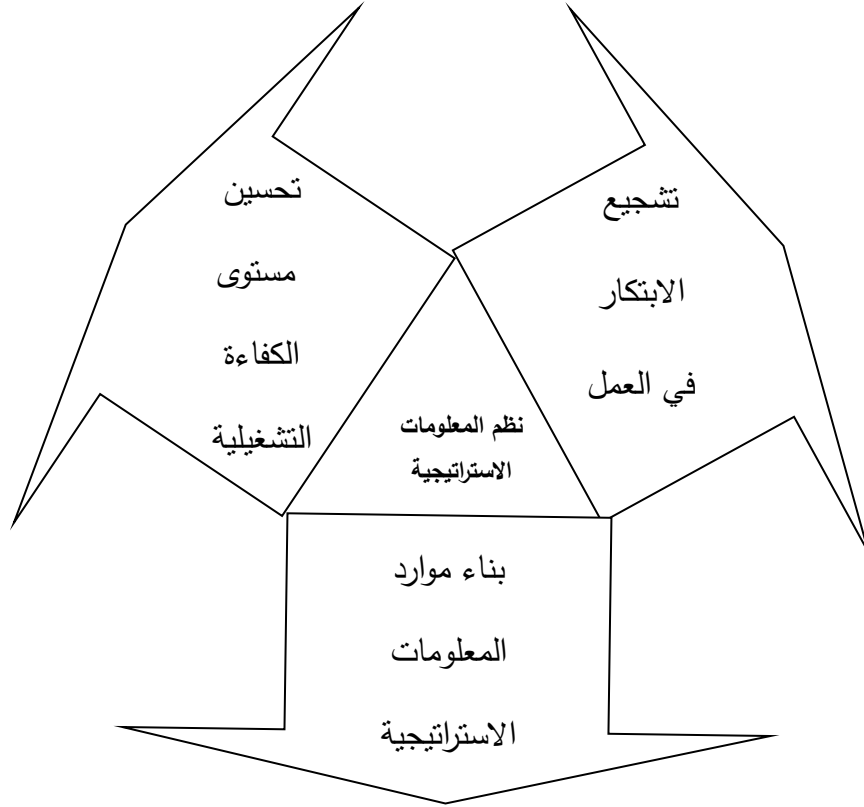 تشجيع
الابتكار
في العمل
تحسين
مستوى
الكفاءة
التشغيلية
نظم المعلومات
الاستراتيجية
بناء موارد
المعلومات
الاستراتيجية